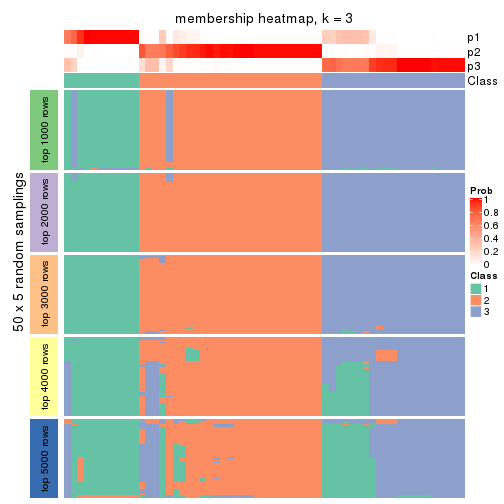 membership heatmap, k = 3
p1
p2
p3
Class
50 x 5 random samplings
top 1000 rows
top 2000 rows
top 3000 rows
top 4000 rows
top 5000 rows
Prob
1
0.8
0.6
0.4
0.2
0
Class
1
2
3